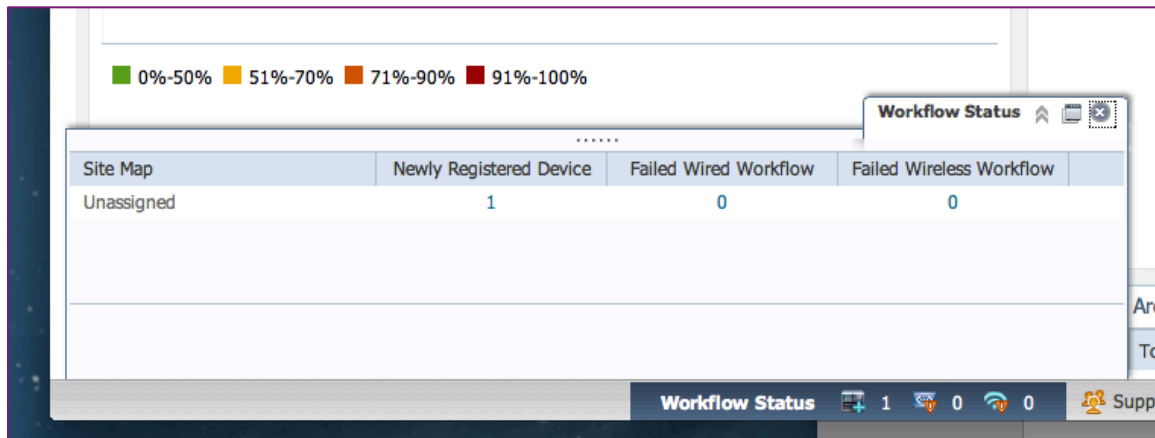 0%-50% 51%-70% 71%-90% 91%-100%
Workflow Status
Site Map Newly Registered Device Failed Wired Workflow Failed Wireless Workflow
Unassigned 1 0 0
Workflow Status 1 0 0 Supp